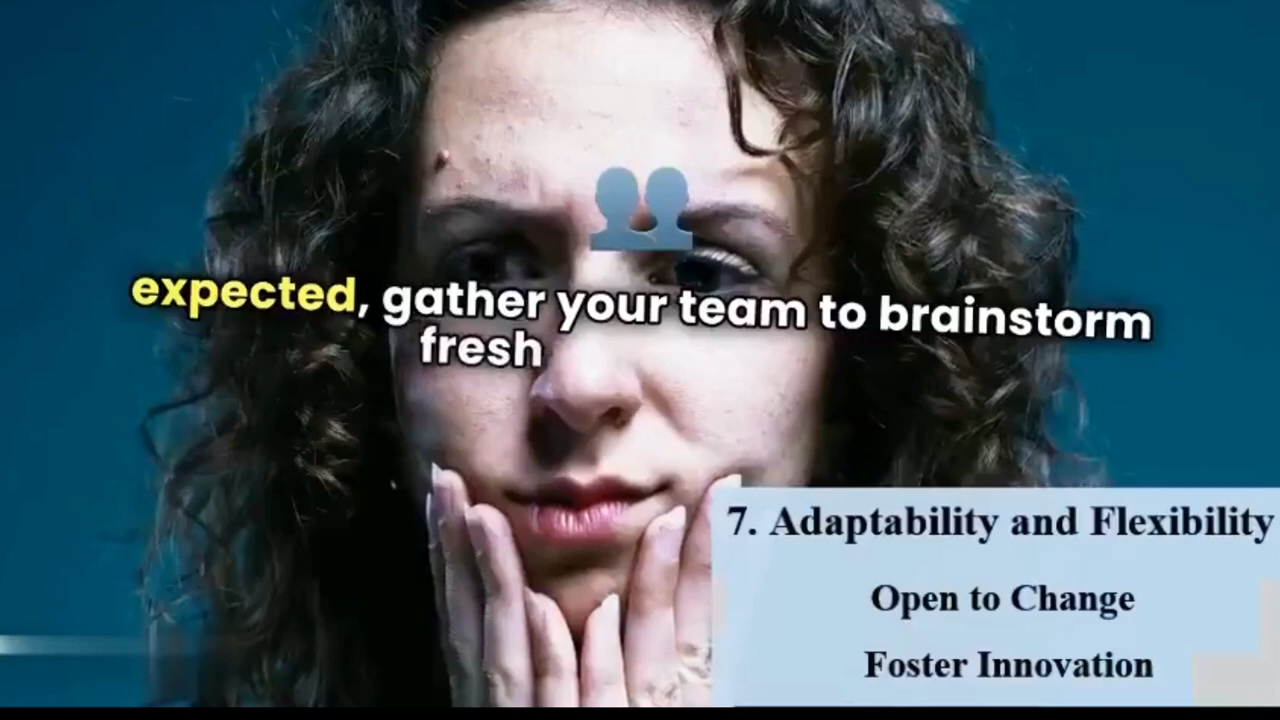 expected, gather your team to brainstorm
fresh
7. Adaptability and Flexibility
Open to Change
Foster Innovation